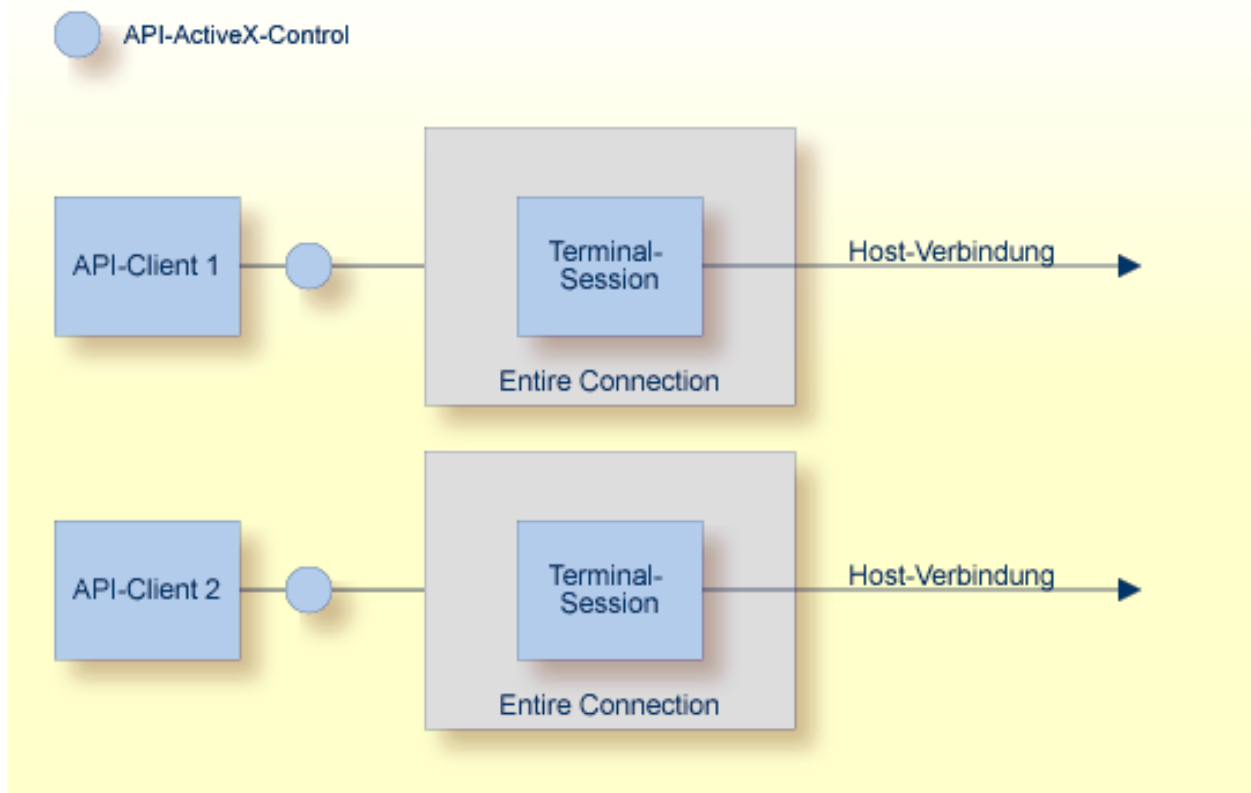 API-ActiveX-Control
API-Client 1
Terminal-
Session
Host-Verbindung
Entire Connection
API-Client 2
Terminal-
Session
Host-Verbindung
Entire Connection